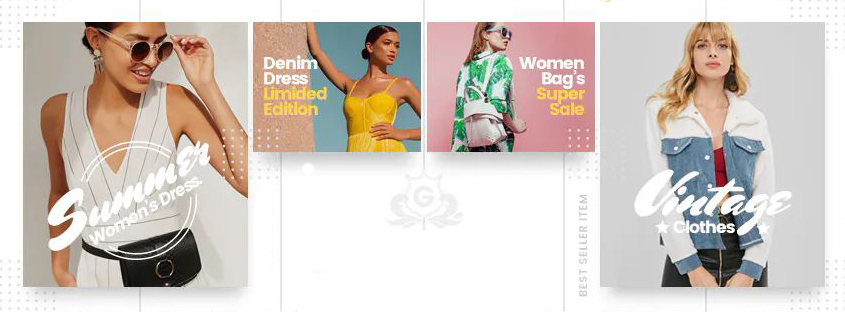 Summer
Women's Dress.
Denim
Dress
Limided
Edition
Women
Bag's
Super
Sale
G
BEST SELLER ITEM
Vintage
Clothes